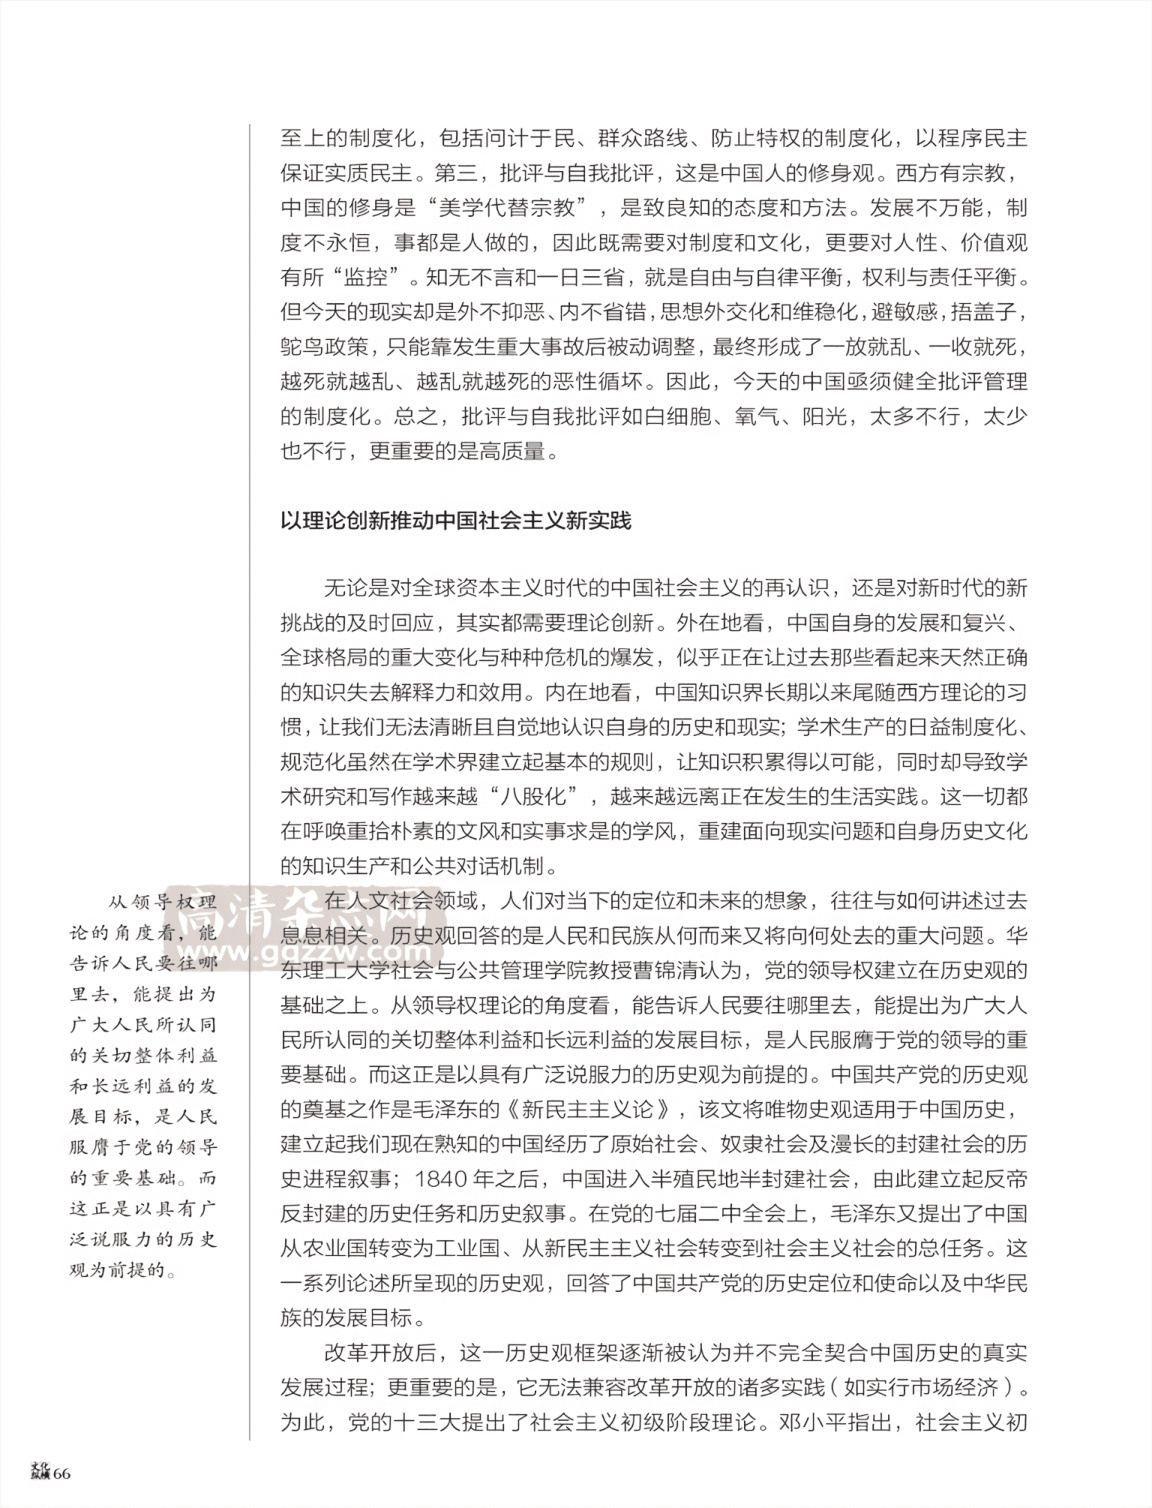 至上的制度化，包括问计于民、群众路线、防止特权的制度化，以程序民主
保证实质民主。第三，批评与自我批评，这是中国人的修身观。西方有宗教，
中国的修身是“美学代替宗教”，是致良知的态度和方法。发展不万能，制
度不永恒，事都是人做的，因此既需要对制度和文化，更要对人性、价值观
有所“监控”。知无不言和一日三省，就是自由与自律平衡，权利与责任平衡。
但今天的现实却是外不抑恶、内不省错，思想外交化和维稳化，避敏感，捂盖子，
鸵鸟政策，只能靠发生重大事故后被动调整，最终形成了一放就乱、一收就死，
越死就越乱、越乱就越死的恶性循环。因此，今天的中国亟须健全批评管理
的制度化。总之，批评与自我批评如白细胞、氧气、阳光，太多不行，太少
也不行，更重要的是高质量。
以理论创新推动中国社会主义新实践
无论是对全球资本主义时代的中国社会主义的再认识，还是对新时代的新
挑战的及时回应，其实都需要理论创新。外在地看，中国自身的发展和复兴、
全球格局的重大变化与种种危机的爆发，似乎正在让过去那些看起来天然正确
的知识失去解释力和效用。内在地看，中国知识界长期以来尾随西方理论的习
惯，让我们无法清晰且自觉地认识自身的历史和现实；学术生产的日益制度化、
规范化虽然在学术界建立起基本的规则，让知识积累得以可能，同时却导致学
术研究和写作越来越“八股化”，越来越远离正在发生的生活实践。这一切都
在呼唤重拾朴素的文风和实事求是的学风，重建面向现实问题和自身历史文化
的知识生产和公共对话机制。
在人文社会领域，人们对当下的定位和未来的想象，往往与如何讲述过去
息息相关。历史观回答的是人民和民族从何而来又将向何处去的重大问题。华
东理工大学社会与公共管理学院教授曹锦清认为，党的领导权建立在历史观的
基础之上。从领导权理论的角度看，能告诉人民要往哪里去，能提出为广大人
民所认同的关切整体利益和长远利益的发展目标，是人民服膺于党的领导的重
要基础。而这正是以具有广泛说服力的历史观为前提的。中国共产党的历史观
的奠基之作是毛泽东的《新民主主义论》，该文将唯物史观适用于中国历史，
建立起我们现在熟知的中国经历了原始社会、奴隶社会及漫长的封建社会的历
史进程叙事；1840 年之后，中国进入半殖民地半封建社会，由此建立起反帝
反封建的历史任务和历史叙事。在党的七届二中全会上，毛泽东又提出了中国
从农业国转变为工业国、从新民主主义社会转变到社会主义社会的总任务。这
一系列论述所呈现的历史观，回答了中国共产党的历史定位和使命以及中华民
族的发展目标。
改革开放后，这一历史观框架逐渐被认为并不完全契合中国历史的真实
发展过程；更重要的是，它无法兼容改革开放的诸多实践（如实行市场经济）。
为此，党的十三大提出了社会主义初级阶段理论。邓小平指出，社会主义初
从领导权理
论的角度看，能
告诉人民要往哪
里去，能提出为
广大人民所认同
的关切整体利益
和长远利益的发
展目标，是人民
服膺于党的领导
的重要基础。而
这正是以具有广
泛说服力的历史
观为前提的。
高清杂志网
www.gqzzw.com
文化
纵横 66